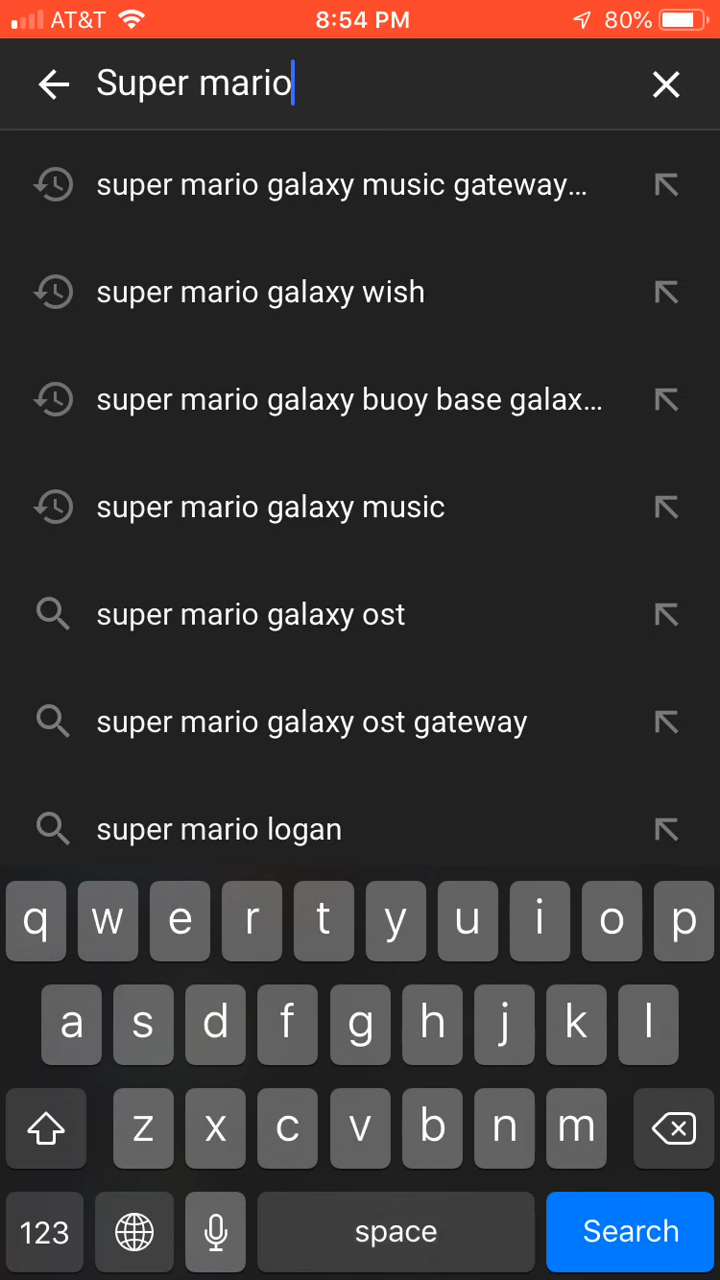 AT&T 8:54 PM 80%
Super mario
super mario galaxy music gateway...
super mario galaxy wish
super mario galaxy buoy base galax...
super mario galaxy music
super mario galaxy ost
super mario galaxy ost gateway
super mario logan
q w e r t y u i o p
a s d f g h j k l
z x c v b n m
123 space Search